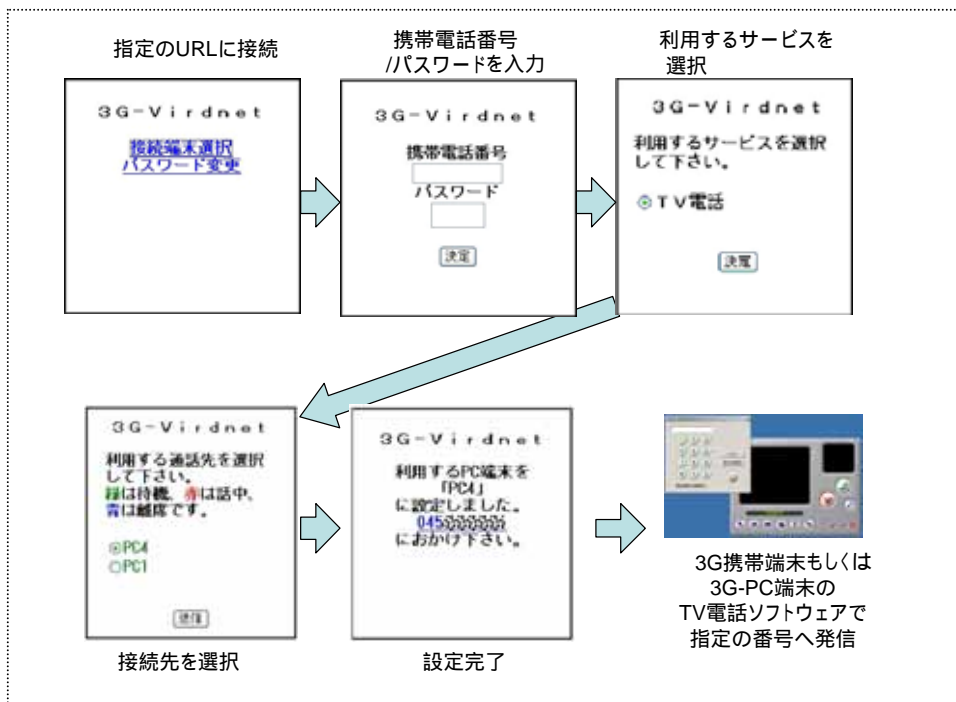 指定のURLに接続
携帯電話番号
/パスワードを入力
利用するサービスを
選択
3G-Virdnet
接続端末選択
パスワード変更
3G-Virdnet
携帯電話番号
パスワード
決定
3G-Virdnet
利用するサービスを選択
して下さい。
TV電話
決定
3G-Virdnet
利用する通話先を選択
して下さい。
緑は待機、赤は話中、
青は離席です。
PC4
PC1
送信
接続先を選択
3G-Virdnet
利用するPC端末を
「PC4」
に設定しました。
045
におかけ下さい。
設定完了
3G携帯端末もしくは
3G-PC端末の
TV電話ソフトウェアで
指定の番号へ発信